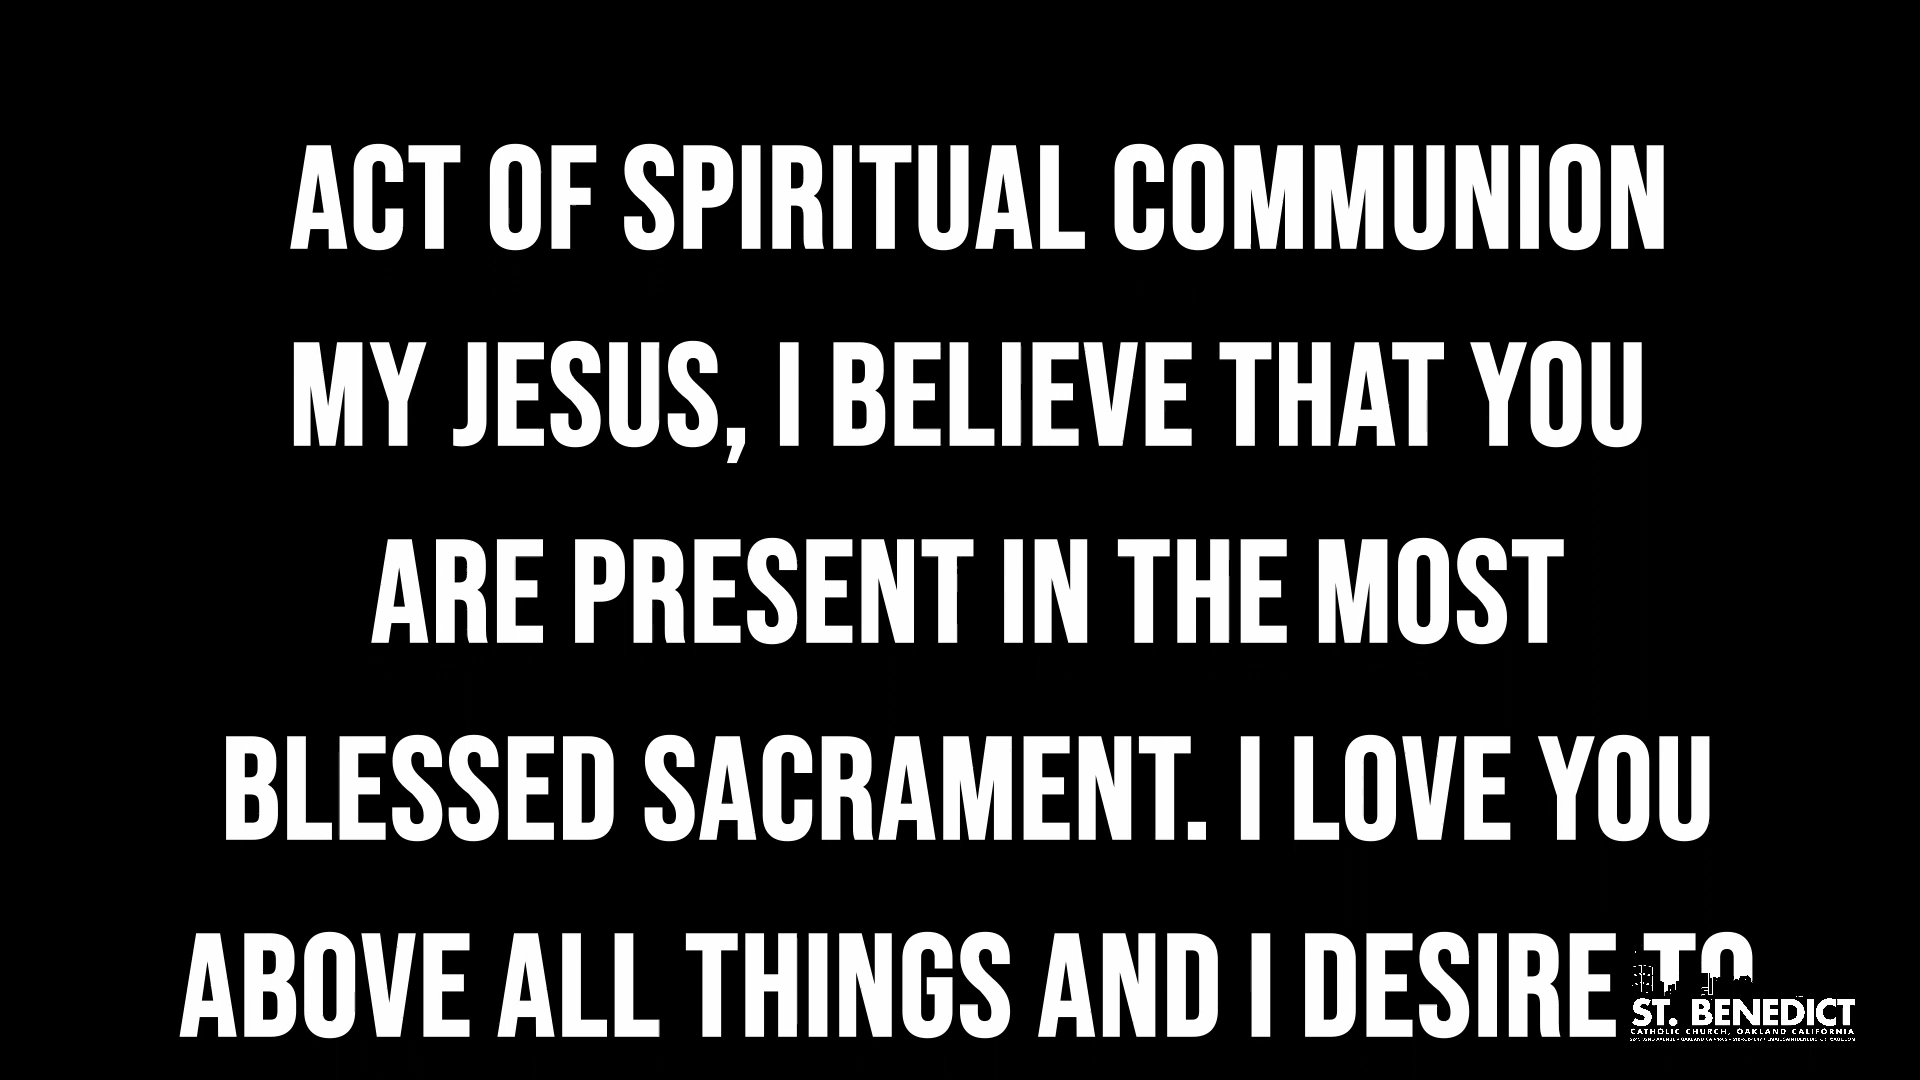 ACT OF SPIRITUAL COMMUNION
MY JESUS, I BELIEVE THAT YOU
ARE PRESENT IN THE MOST
BLESSED SACRAMENT. I LOVE YOU
ABOVE ALL THINGS AND I DESIRE TO
ST. BENEDICT
CATHOLIC CHURCH, OAKLAND CALIFORNIA